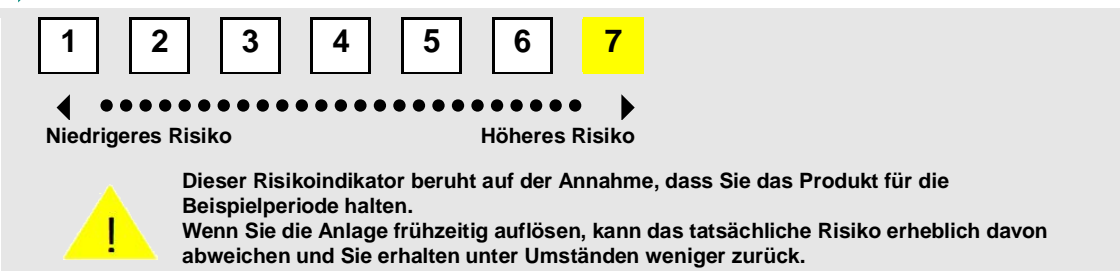 1 2 3 4 5 6 7
Niedrigeres Risiko Höheres Risiko
Dieser Risikoindikator beruht auf der Annahme, dass Sie das Produkt für die
Beispielperiode halten.
Wenn Sie die Anlage frühzeitig auflösen, kann das tatsächliche Risiko erheblich davon
abweichen und Sie erhalten unter Umständen weniger zurück.
!